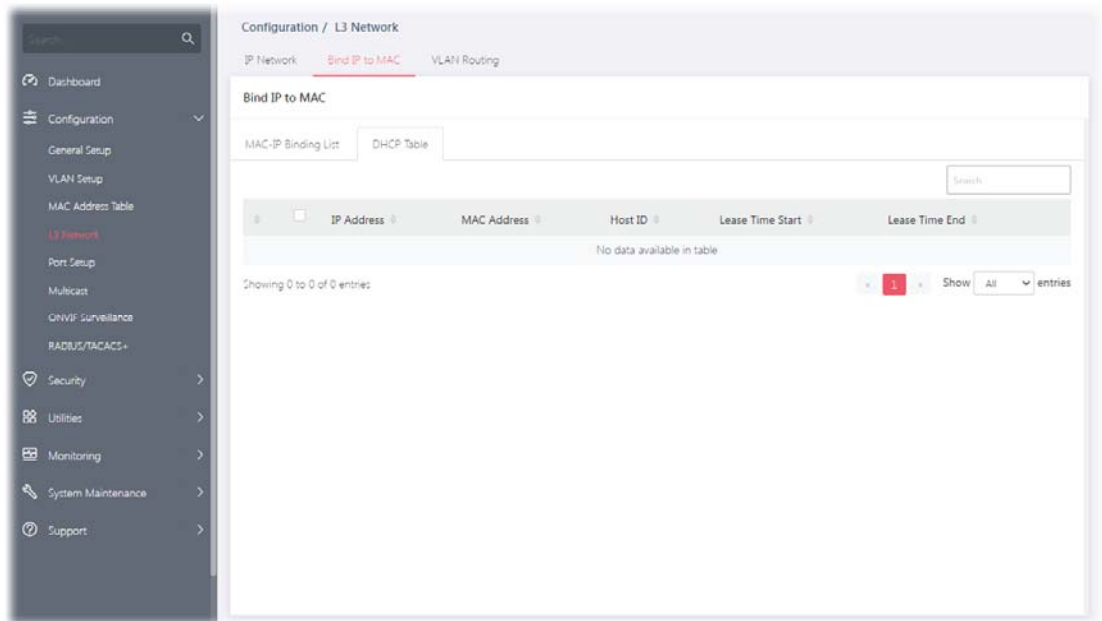 Search...
Dashboard
Configuration
General Setup
VLAN Setup
MAC Address Table
L3 Network
Port Setup
Multicast
ONVIF Surveillance
RADIUS/TACACS+
Security
Utilities
Monitoring
System Maintenance
Support
Configuration / L3 Network
IP Network Bind IP to MAC VLAN Routing
Bind IP to MAC
MAC-IP Binding List DHCP Table
Search
IP Address MAC Address Host ID Lease Time Start Lease Time End
No data available in table
Showing 0 to 0 of 0 entries
« 1 » Show All entries